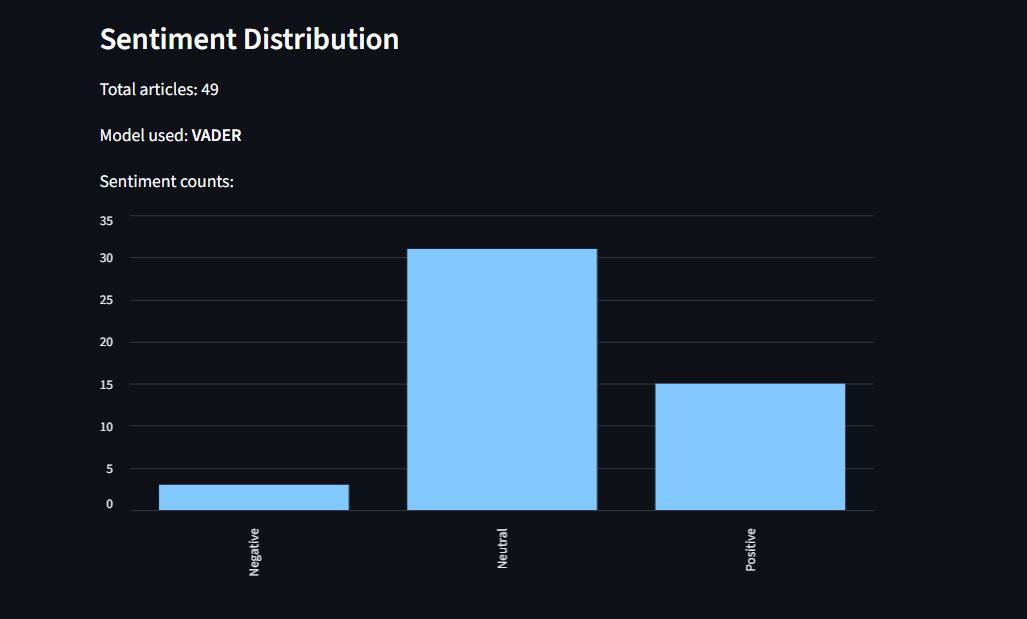 Sentiment Distribution
Total articles: 49
Model used: VADER
Sentiment counts:
35
30
25
20
15
10
5
0
Negative
Neutral
Positive